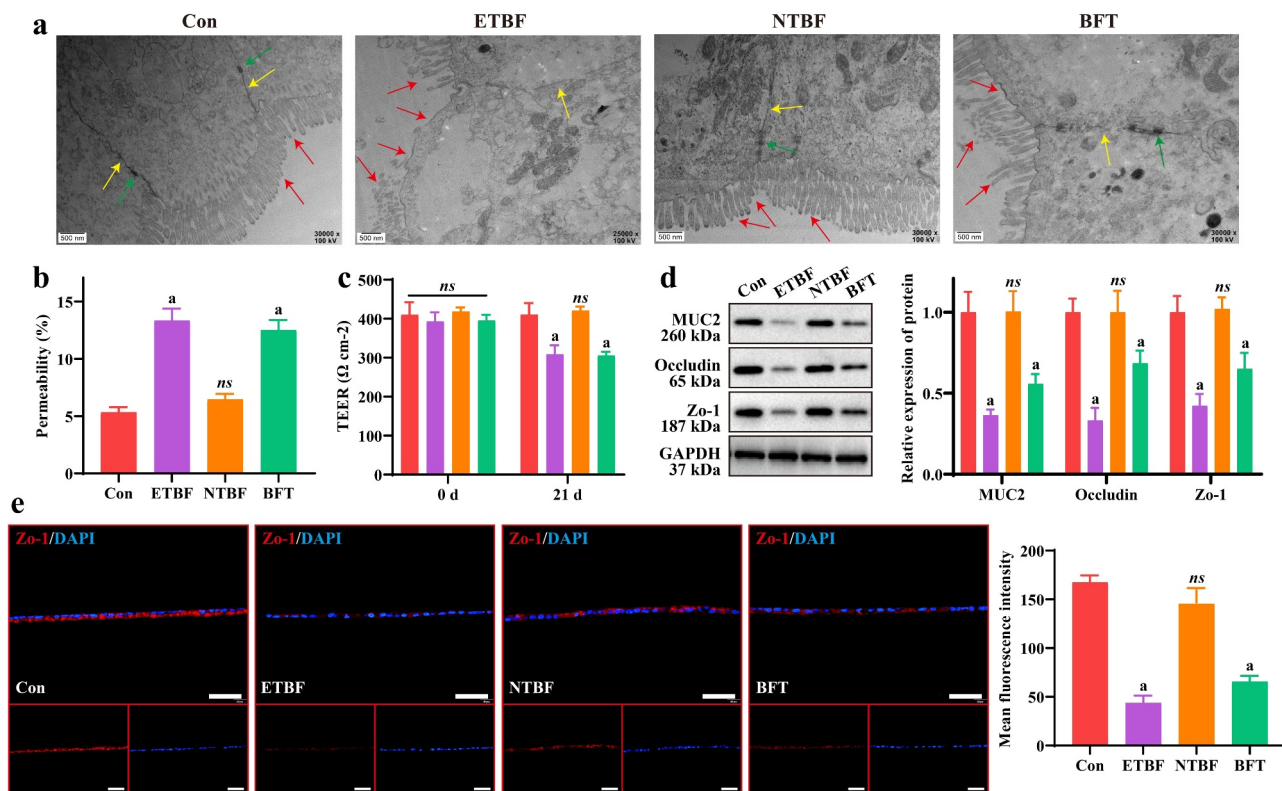 a
Con
ETBF
NTBF
BFT
500 nm
30000 x
100 kV
500 nm
25000 x
100 kV
500 nm
30000 x
100 kV
500 nm
30000 x
100 kV
b
Permeability (%)
15
10
5
0
a
ns
a
Con
ETBF
NTBF
BFT
c
TEER (Ω cm-2)
500
400
300
200
100
0
ns
a
ns
a
0 d
21 d
d
Con
ETBF
NTBF
BFT
MUC2
260 kDa
Occludin
65 kDa
Zo-1
187 kDa
GAPDH
37 kDa
Relative expression of protein
1.0
0.5
0.0
a
ns
a
a
ns
a
a
ns
a
MUC2
Occludin
Zo-1
e
Zo-1/DAPI
Con
Zo-1/DAPI
ETBF
Zo-1/DAPI
NTBF
Zo-1/DAPI
BFT
Mean fluorescence intensity
200
150
100
50
0
a
ns
a
Con
ETBF
NTBF
BFT